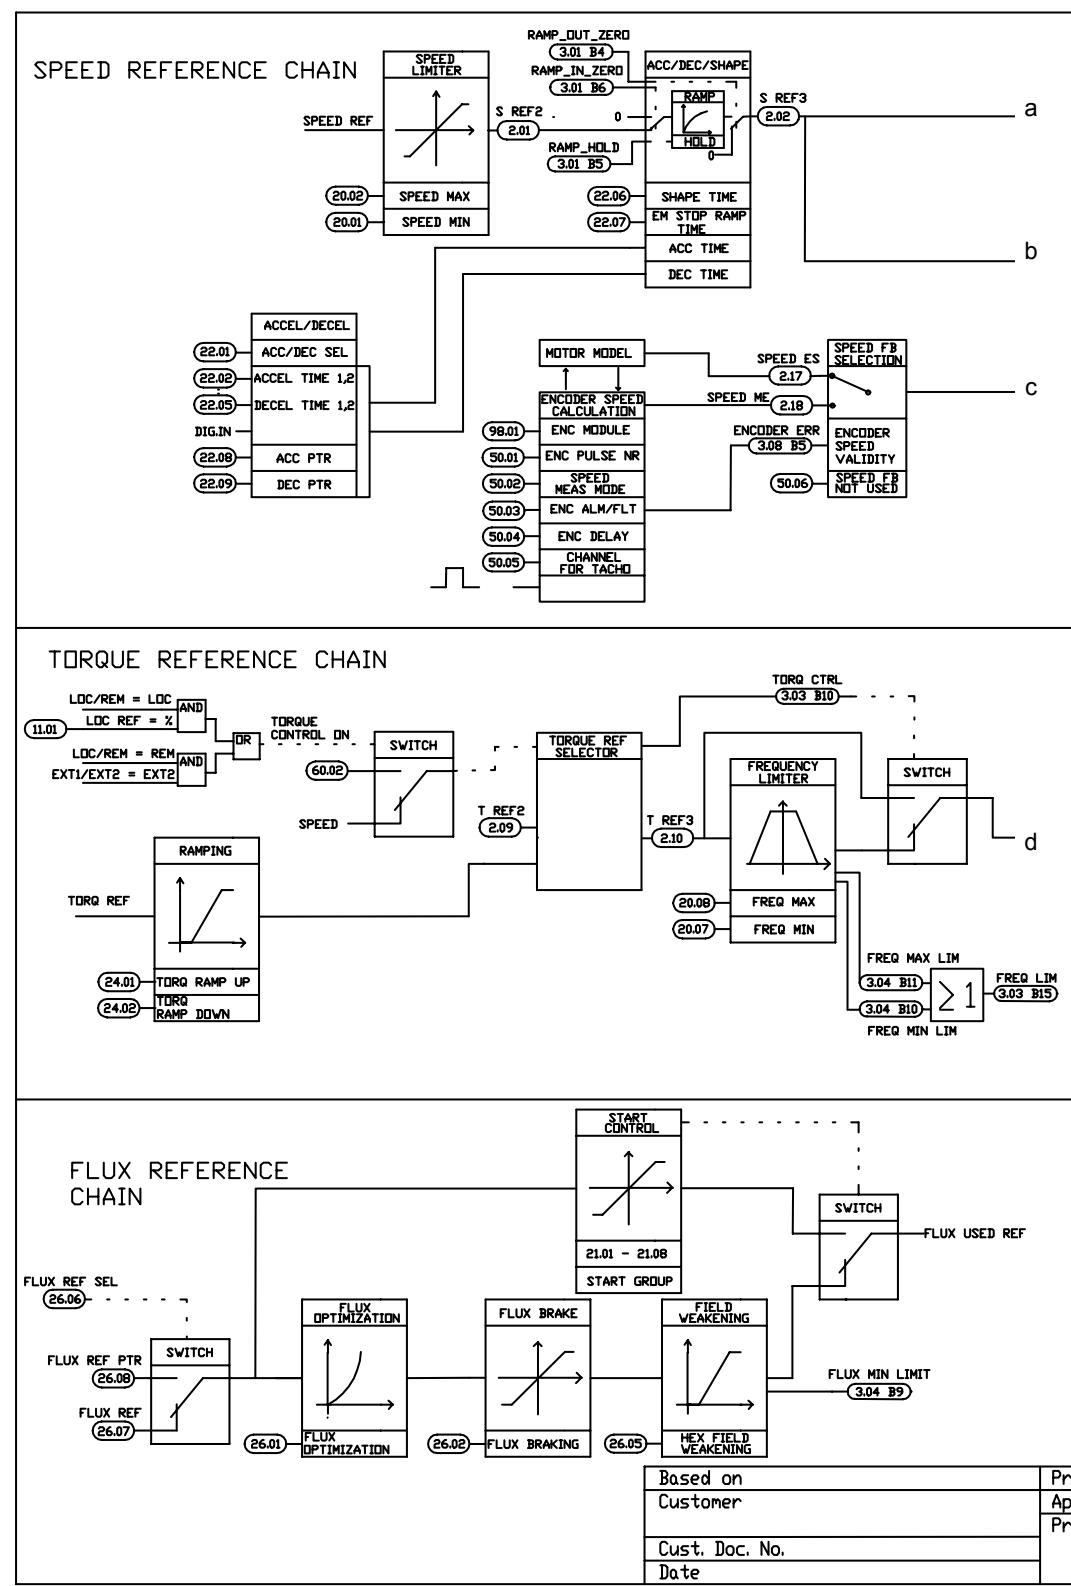 SPEED REFERENCE CHAIN
SPEED
LIMITER
SPEED REF
S REF2
2.01
20.02
SPEED MAX
20.01
SPEED MIN
RAMP_OUT_ZERO
3.01 B4
RAMP_IN_ZERO
3.01 B6
0
RAMP_HOLD
3.01 B5
ACC/DEC/SHAPE
RAMP
HOLD
0
S REF3
2.02
a
22.06
SHAPE TIME
22.07
EM STOP RAMP
TIME
ACC TIME
DEC TIME
b
ACCEL/DECEL
22.01
ACC/DEC SEL
22.02
ACCEL TIME 1,2
22.05
DECEL TIME 1,2
DIG.IN
22.08
ACC PTR
22.09
DEC PTR
MOTOR MODEL
ENCODER SPEED
CALCULATION
98.01
ENC MODULE
50.01
ENC PULSE NR
50.02
SPEED
MEAS MODE
50.03
ENC ALM/FLT
50.04
ENC DELAY
50.05
CHANNEL
FOR TACHO
SPEED ES
2.17
SPEED ME
2.18
ENCODER ERR
3.08 B5
50.06
SPEED FB
SELECTION
ENCODER
SPEED
VALIDITY
SPEED FB
NOT USED
c
TORQUE REFERENCE CHAIN
LOC/REM = LOC
11.01
LOC REF = %
AND
LOC/REM = REM
EXT1/EXT2 = EXT2
AND
OR
TORQUE
CONTROL ON
60.02
SPEED
SWITCH
T REF2
2.09
TORQUE REF
SELECTOR
TORQ CTRL
3.03 B10
T REF3
2.10
FREQUENCY
LIMITER
20.08
FREQ MAX
20.07
FREQ MIN
SWITCH
d
RAMPING
TORQ REF
24.01
TORQ RAMP UP
24.02
TORQ
RAMP DOWN
FREQ MAX LIM
3.04 B11
3.04 B10
FREQ MIN LIM
∑ 1
FREQ LIM
3.03 B15
FLUX REFERENCE
CHAIN
START
CONTROL
21.01 - 21.08
START GROUP
SWITCH
FLUX USED REF
FLUX REF SEL
26.06
FLUX REF PTR
26.08
FLUX REF
26.07
SWITCH
FLUX
OPTIMIZATION
26.01
FLUX
OPTIMIZATION
FLUX BRAKE
26.02
FLUX BRAKING
FIELD
WEAKENING
26.05
HEX FIELD
WEAKENING
FLUX MIN LIMIT
3.04 B9
Based on
Pr
Customer
Ap
Pr
Cust. Doc. No.
Date